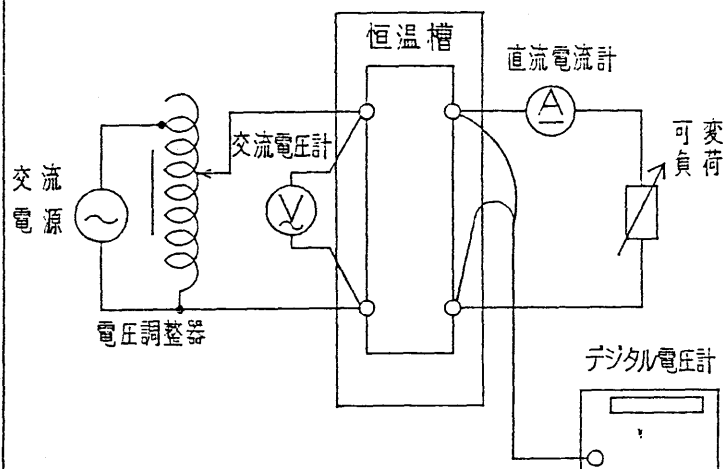 恒温槽
直流電流計
A
可変
負荷
交流電圧計
V
交流
電源
電圧調整器
デジタル電圧計